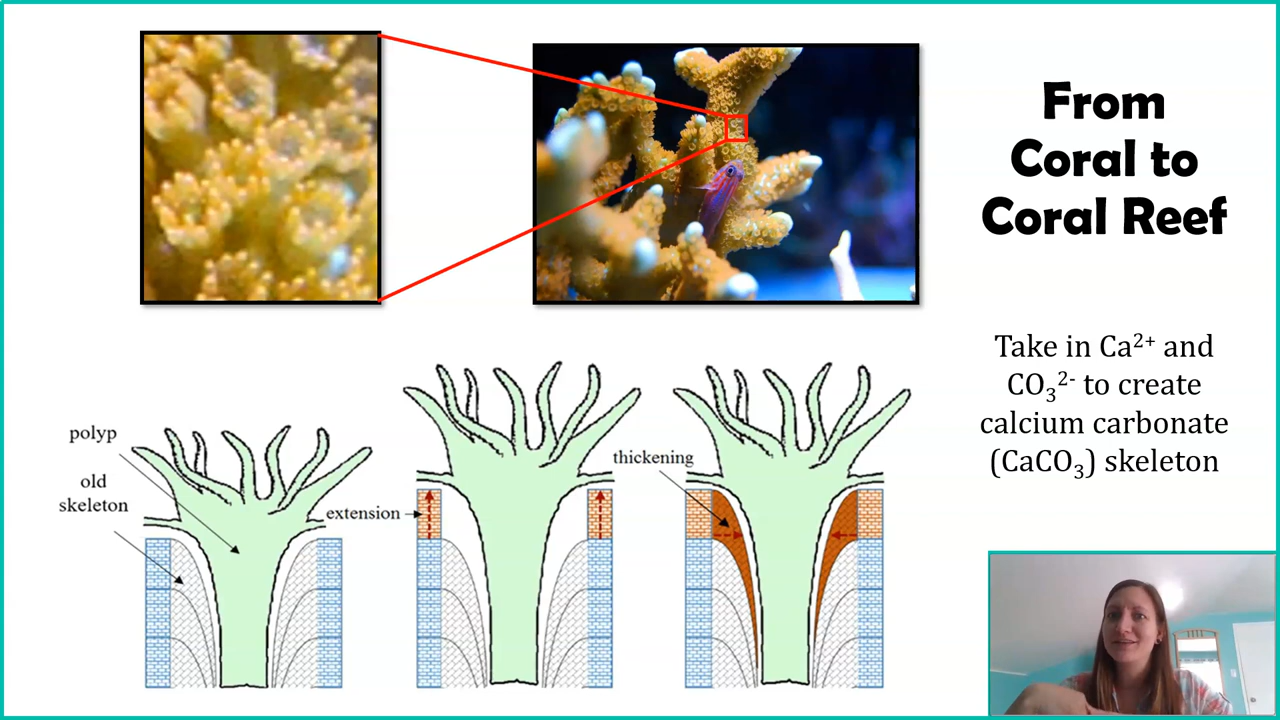 From
Coral to
Coral Reef
Take in Ca²⁺ and
CO₃²⁻ to create
calcium carbonate
(CaCO₃) skeleton
polyp
old
skeleton
extension
thickening